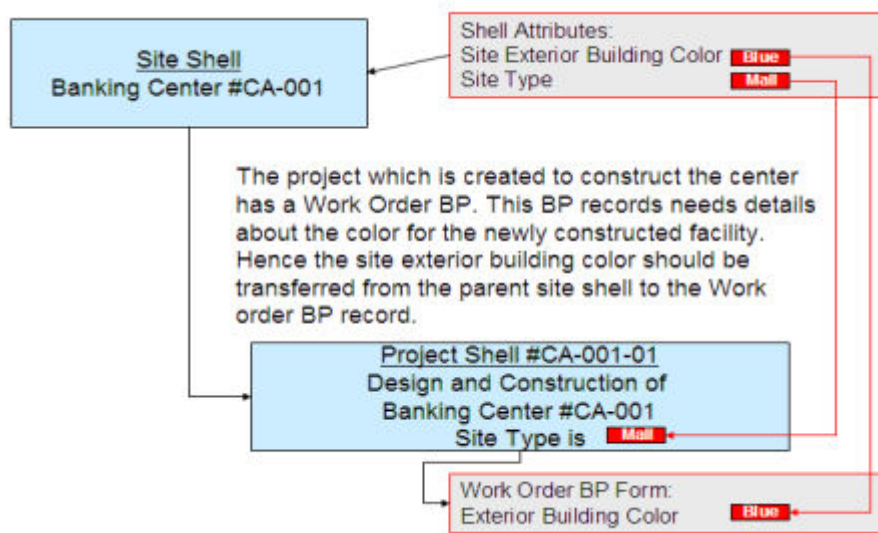 Site Shell
Banking Center #CA-001
Shell Attributes:
Site Exterior Building Color Blue
Site Type Mall
The project which is created to construct the center
has a Work Order BP. This BP records needs details
about the color for the newly constructed facility.
Hence the site exterior building color should be
transferred from the parent site shell to the Work
order BP record.
Project Shell #CA-001-01
Design and Construction of
Banking Center #CA-001
Site Type is Mall
Work Order BP Form:
Exterior Building Color Blue